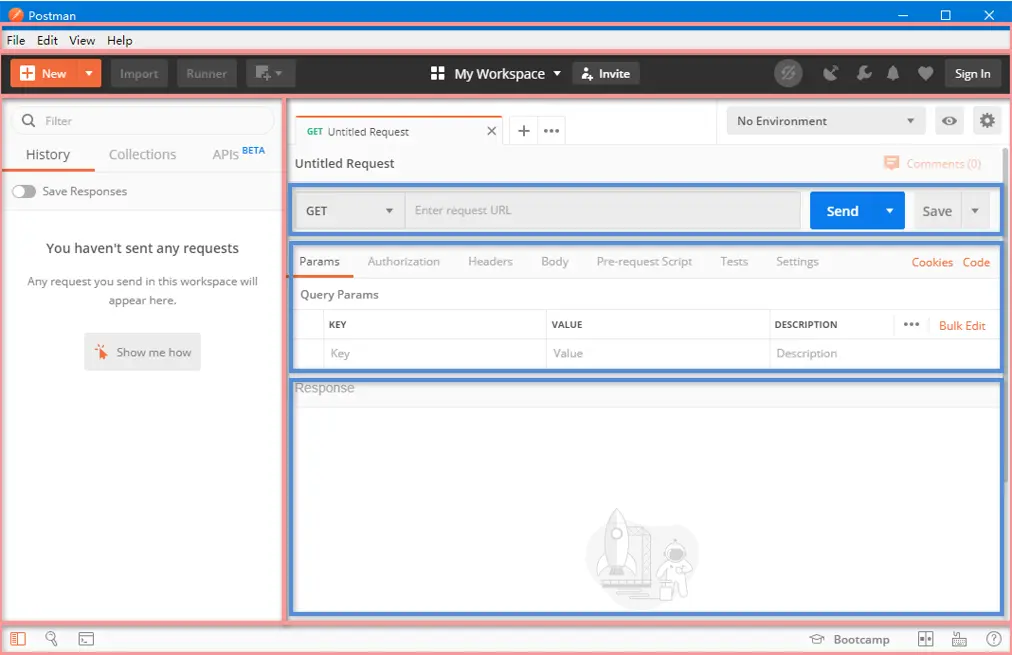 Postman
File Edit View Help
New Import Runner My Workspace Invite Sign In
Filter
History Collections APIs BETA
Save Responses
You haven't sent any requests
Any request you send in this workspace will
appear here.
Show me how
GET Untitled Request
No Environment
Untitled Request
Comments (0)
GET Enter request URL Send Save
Params Authorization Headers Body Pre-request Script Tests Settings Cookies Code
Query Params
KEY VALUE DESCRIPTION Bulk Edit
Key Value Description
Response
Bootcamp